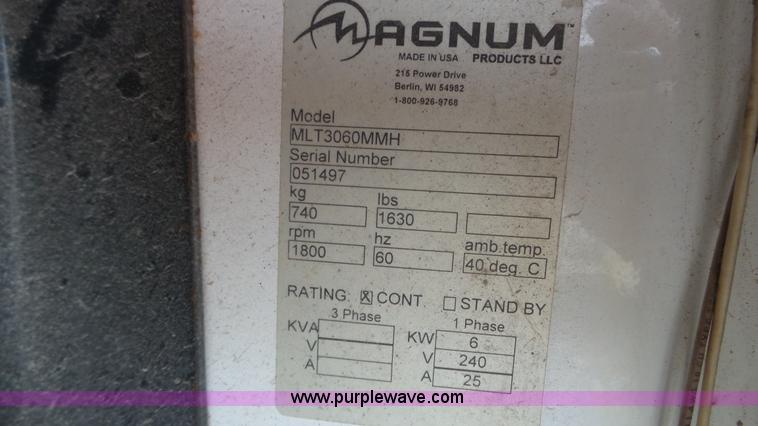 MAGNUM™
MADE IN USA PRODUCTS LLC
215 Power Drive
Berlin, WI 54982
1-800-926-9768
Model
MLT3060MMH
Serial Number
051497
kg lbs
740 1630
rpm hz amb.temp.
1800 60 40 deg. C
RATING: ☒ CONT. ☐ STAND BY
3 Phase 1 Phase
KVA KW 6
V V 240
A A 25
www.purplewave.com